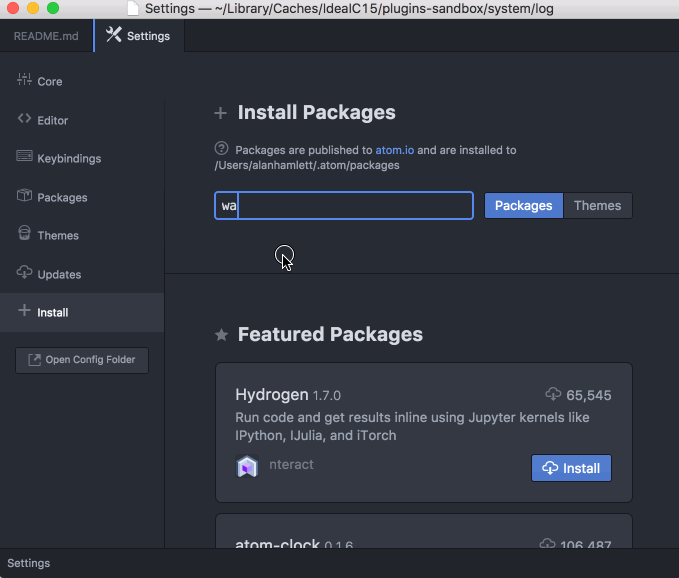 Settings — ~/Library/Caches/IdeaIC15/plugins-sandbox/system/log
README.md
Settings
Core
Editor
Keybindings
Packages
Themes
Updates
Install
Open Config Folder
Install Packages
Packages are published to atom.io and are installed to
/Users/alanhamlett/.atom/packages
wa
Packages Themes
Featured Packages
Hydrogen 1.7.0 65,545
Run code and get results inline using Jupyter kernels like
IPython, IJulia, and iTorch
nteract
Install
atom-clock 0.1.6 106,487
Settings